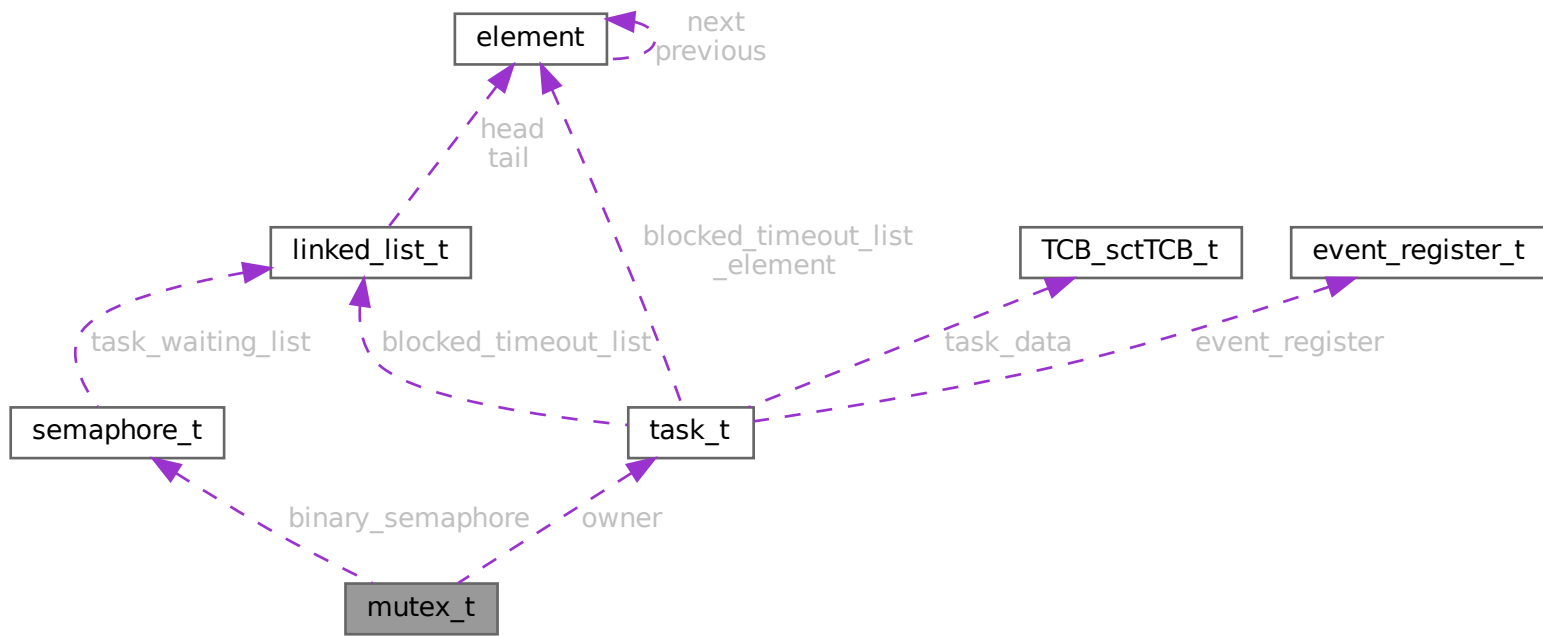 element
next
previous
head
tail
linked_list_t
blocked_timeout_list
_element
TCB_sctTCB_t
event_register_t
task_waiting_list
blocked_timeout_list
task_data
event_register
semaphore_t
task_t
binary_semaphore
owner
mutex_t